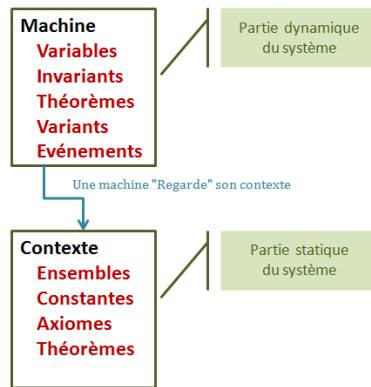 Machine
Variables
Invariants
Théorèmes
Variants
Evénements
Partie dynamique
du système
Une machine "Regarde" son contexte
Contexte
Ensembles
Constantes
Axiomes
Théorèmes
Partie statique
du système